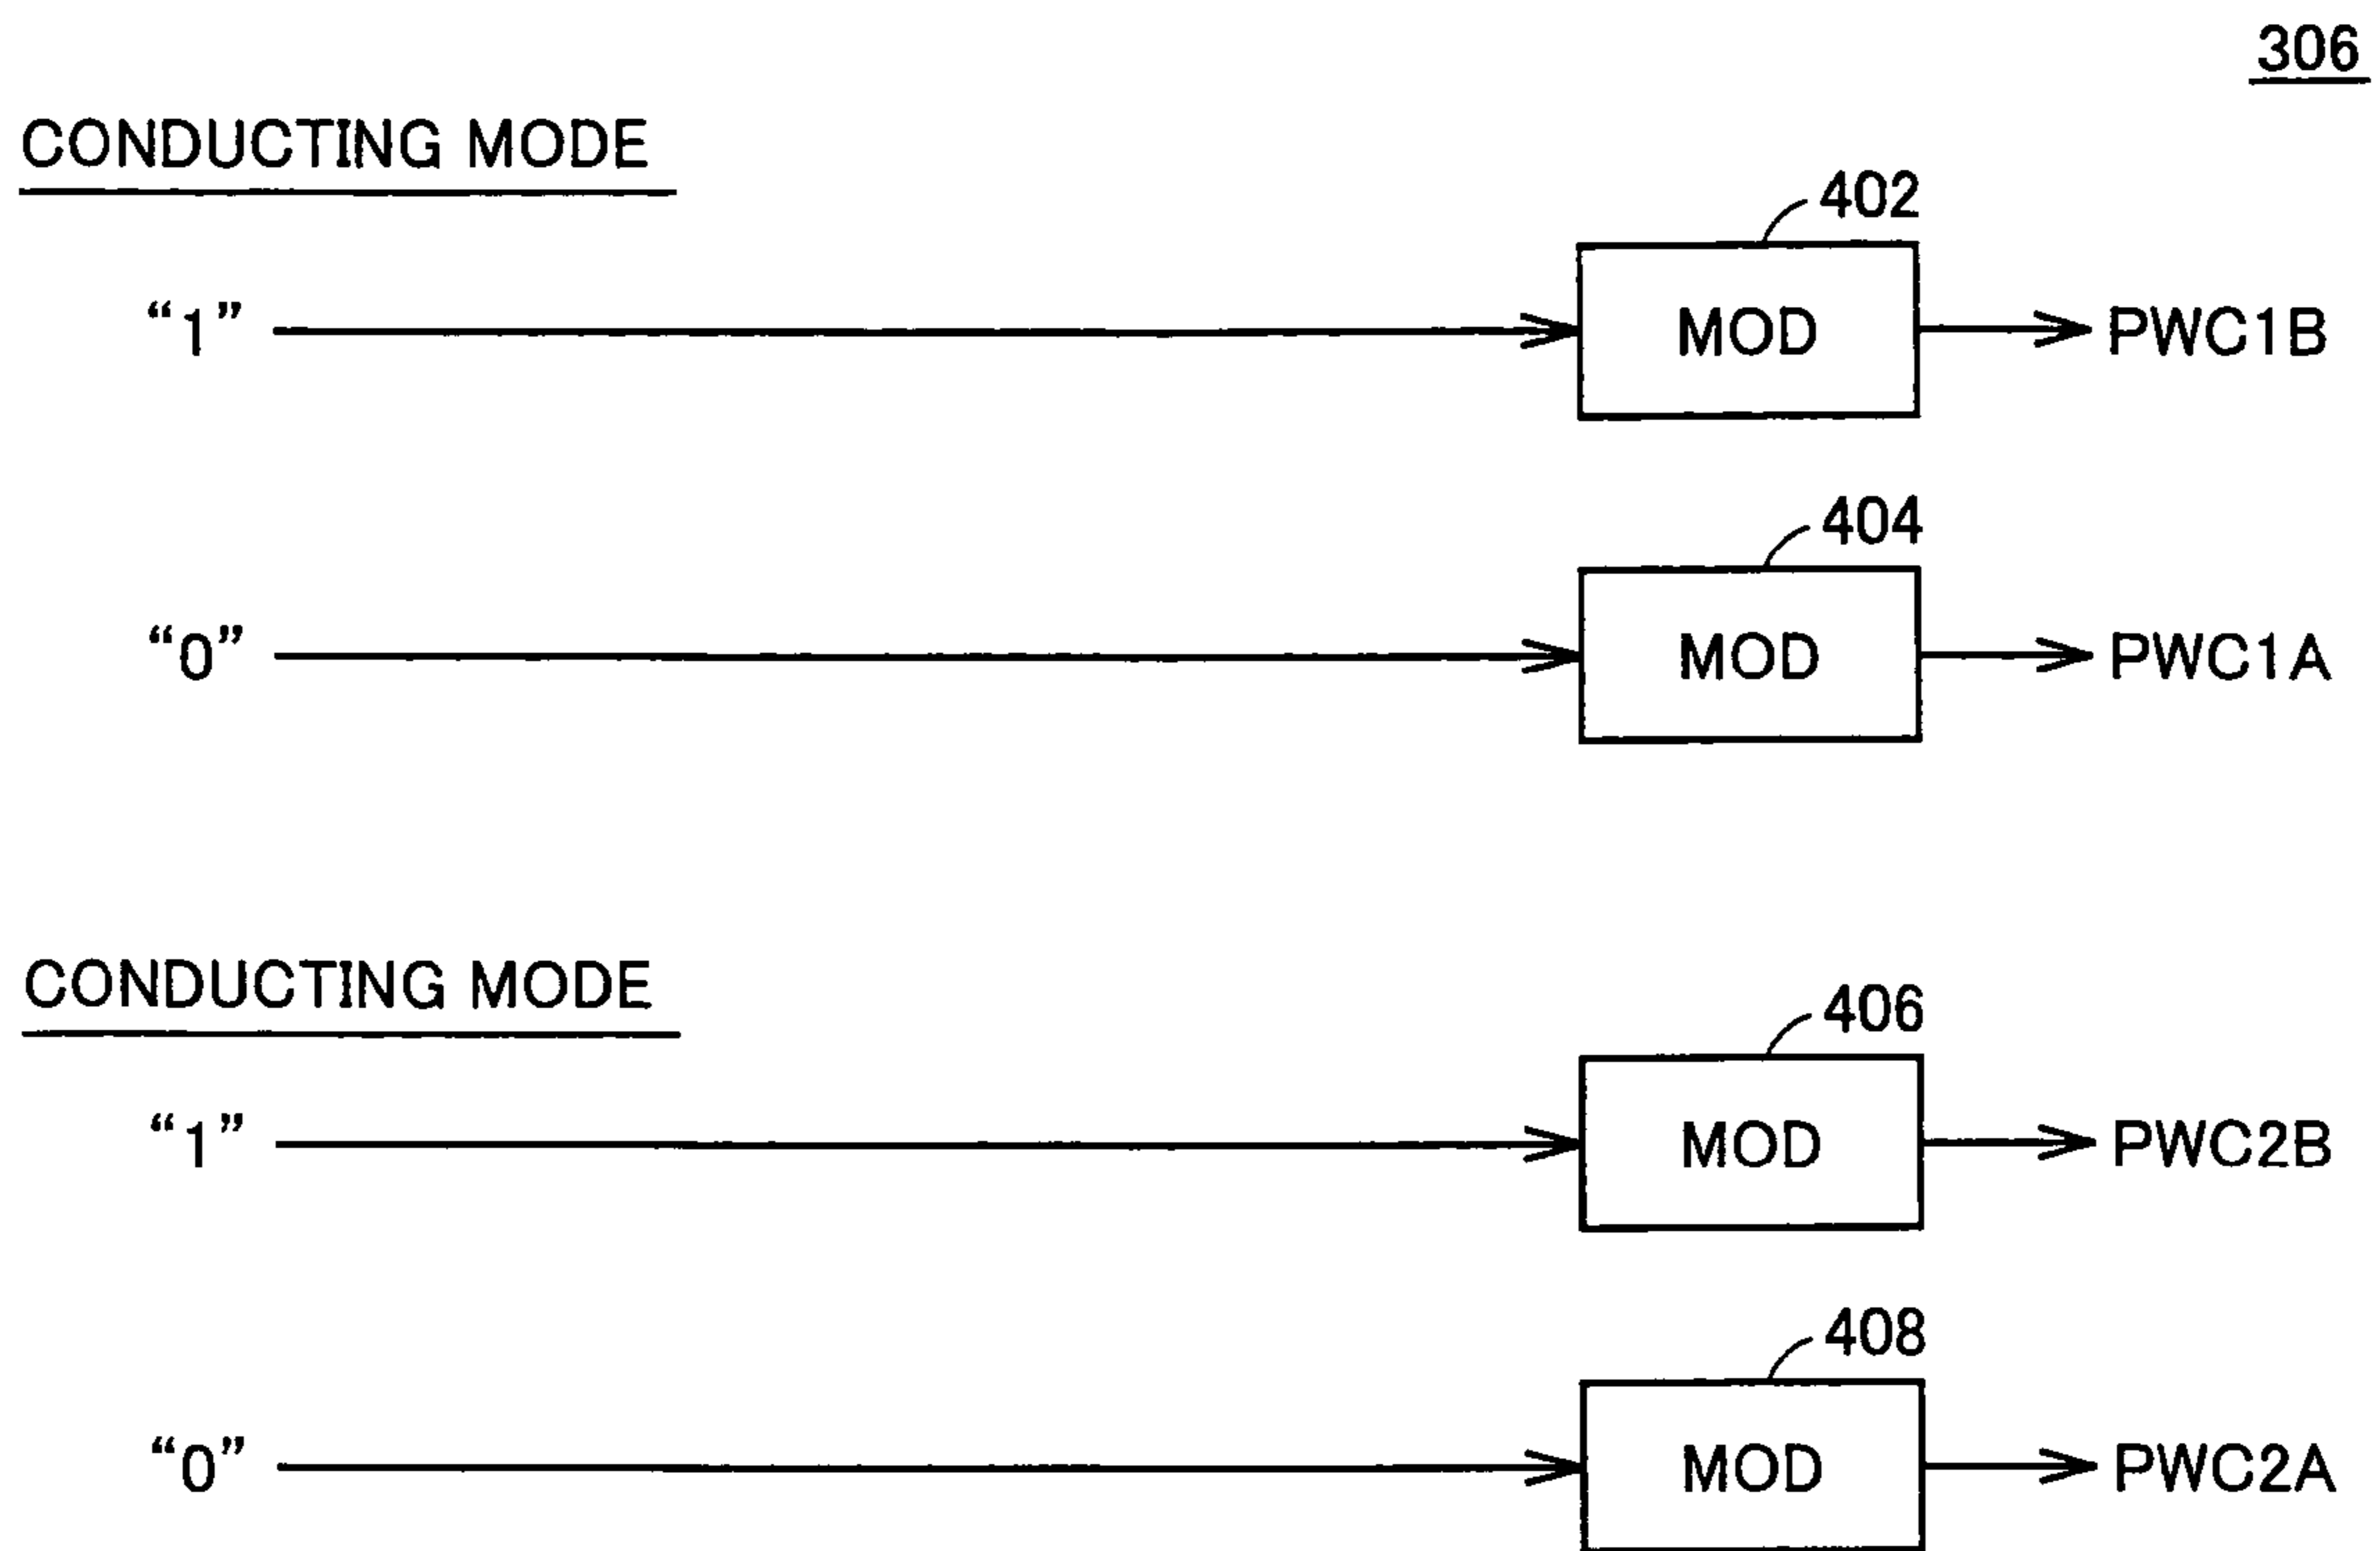 306
CONDUCTING MODE
402
“1” MOD PWC1B
404
“0” MOD PWC1A
CONDUCTING MODE
406
“1” MOD PWC2B
408
“0” MOD PWC2A